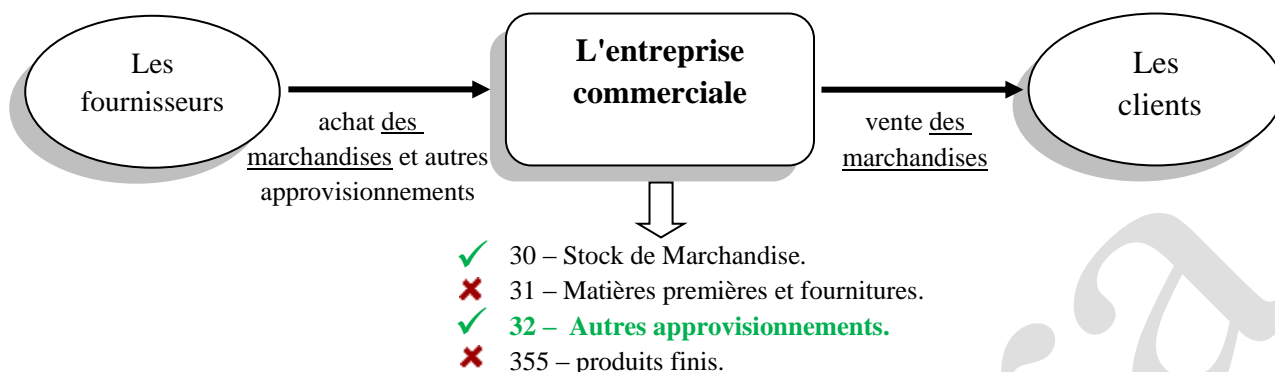 Les
fournisseurs
achat des
marchandises et autres
approvisionnements
L'entreprise
commerciale
vente des
marchandises
Les
clients
30 – Stock de Marchandise.
31 – Matières premières et fournitures.
32 – Autres approvisionnements.
355 – produits finis.